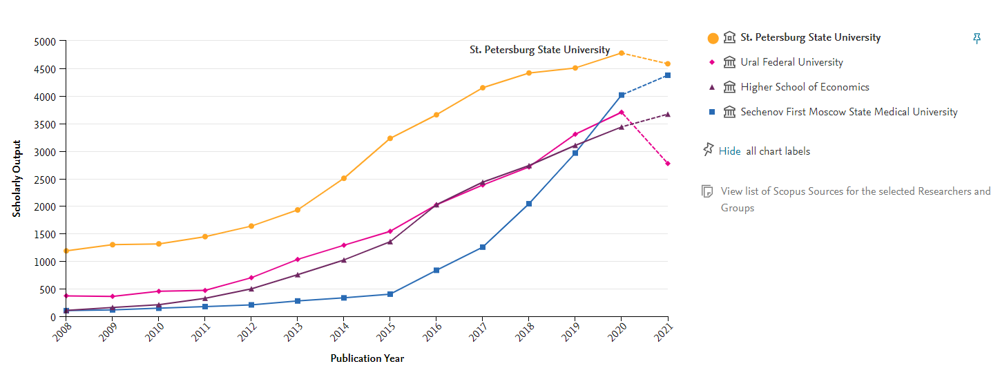 Scholarly Output
5000
4500
4000
3500
3000
2500
2000
1500
1000
500
0
St. Petersburg State University
2008
2009
2010
2011
2012
2013
2014
2015
2016
2017
2018
2019
2020
2021
Publication Year
St. Petersburg State University
Ural Federal University
Higher School of Economics
Sechenov First Moscow State Medical University
Hide all chart labels
View list of Scopus Sources for the selected Researchers and
Groups